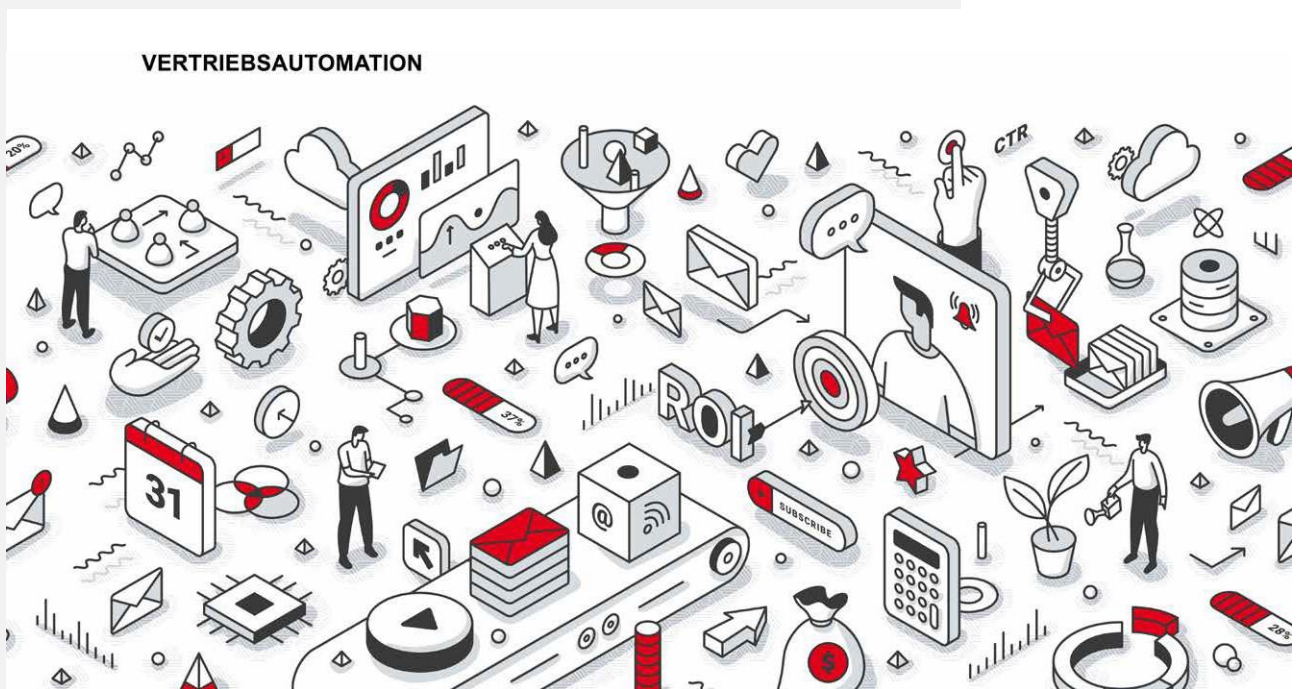 VERTRIEBSAUTOMATION
CTR
20%
37%
ROI
31
@
SUBSCRIBE
$
28%